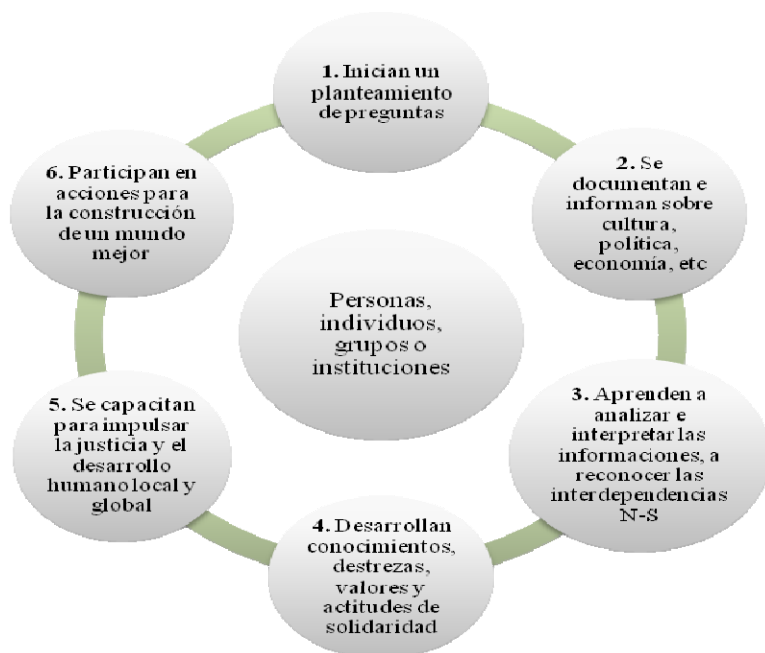 1. Inician un
planteamiento
de preguntas
2. Se
documentan e
informan sobre
cultura,
política,
economía, etc
3. Aprenden a
analizar e
interpretar las
informaciones, a
reconocer las
interdependencias
N-S
4. Desarrollan
conocimientos,
destrezas,
valores y
actitudes de
solidaridad
5. Se capacitan
para impulsar
la justicia y el
desarrollo
humano local y
global
6. Participan en
acciones para
la construcción
de un mundo
mejor
Personas,
individuos,
grupos o
instituciones